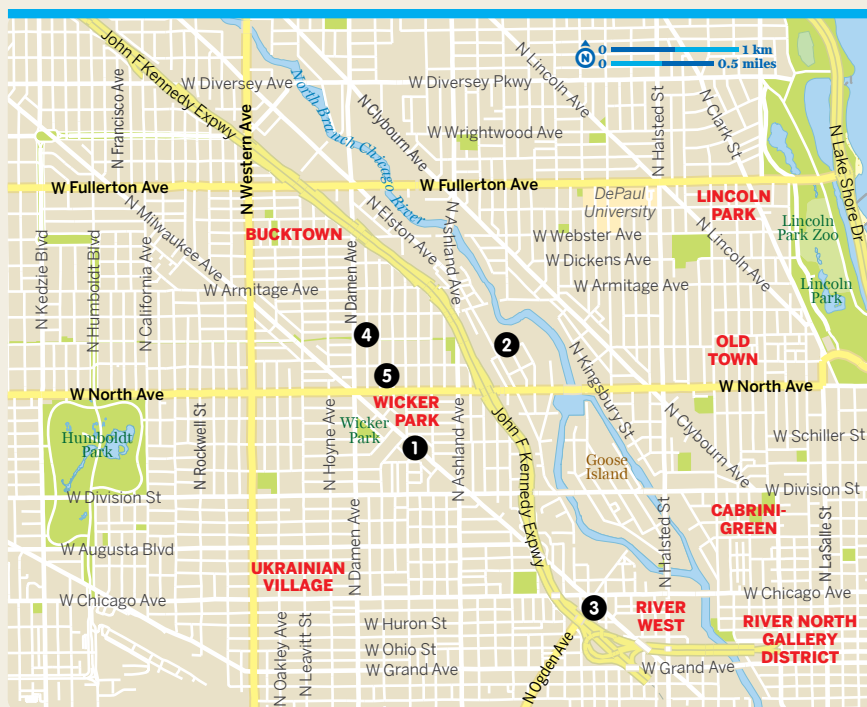 John F Kennedy Expwy
N Francisco Ave
W Diversey Ave
North Branch Chicago River
N Clybourn Ave
W Diversey Pkwy
N Lincoln Ave
N
0 1 km
0 0.5 miles
W Wrightwood Ave
N Halsted St
N Clark St
N Lake Shore Dr
W Fullerton Ave
N Western Ave
W Fullerton Ave
DePaul
University
LINCOLN
PARK
N Milwaukee Ave
BUCKTOWN
N Elston Ave
N Ashland Ave
W Webster Ave
N Lincoln Ave
Lincoln
Park Zoo
W Dickens Ave
N Kedzie Blvd
N Humboldt Blvd
N California Ave
W Armitage Ave
N Damen Ave
W Armitage Ave
Lincoln
Park
4
2
OLD
TOWN
5
N Kingsbury St
W North Ave
W North Ave
WICKER
PARK
Humboldt
Park
N Rockwell St
N Hoyne Ave
Wicker
Park
1
N Ashland Ave
John F Kennedy Expwy
Goose
Island
N Clybourn Ave
W Schiller St
W Division St
W Division St
CABRINI-
GREEN
W Augusta Blvd
UKRAINIAN
VILLAGE
N Damen Ave
N Halsted St
N LaSalle St
W Chicago Ave
W Chicago Ave
3
RIVER
WEST
RIVER NORTH
GALLERY
DISTRICT
N Oakley Ave
N Leavitt St
W Huron St
W Ohio St
W Grand Ave
N Ogden Ave
W Grand Ave